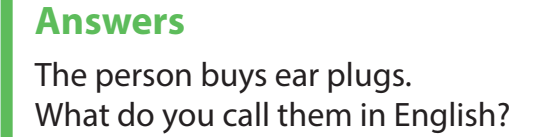 Answers
The person buys ear plugs.
What do you call them in English?